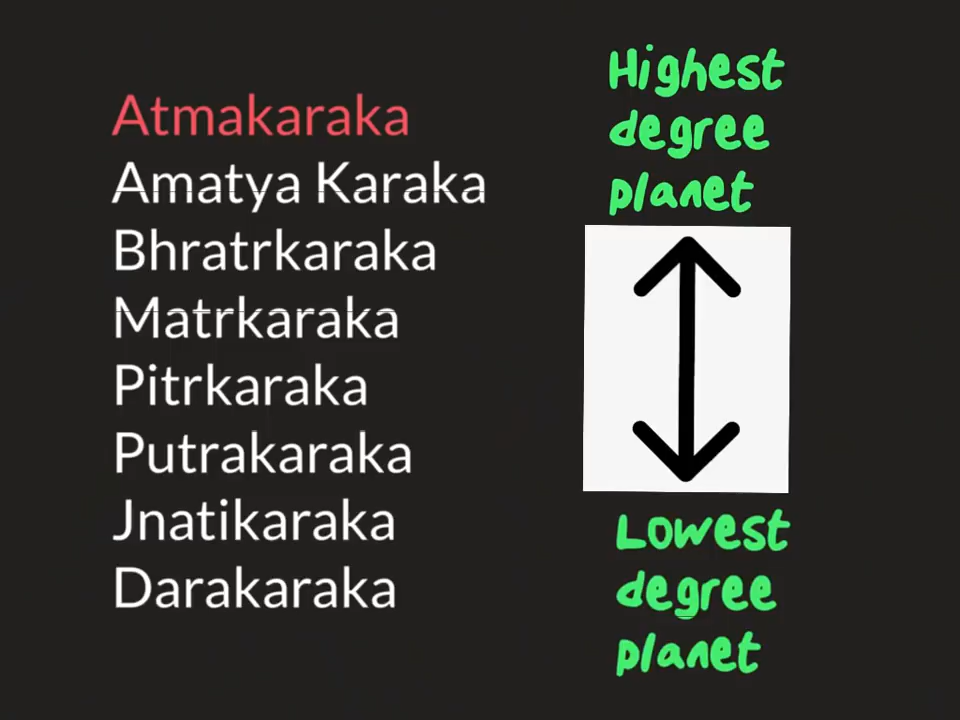 Atmakaraka
Amatya Karaka
Bhratrkaraka
Matrkaraka
Pitrkaraka
Putrakaraka
Jnatikaraka
Darakaraka
Highest
degree
planet
Lowest
degree
planet